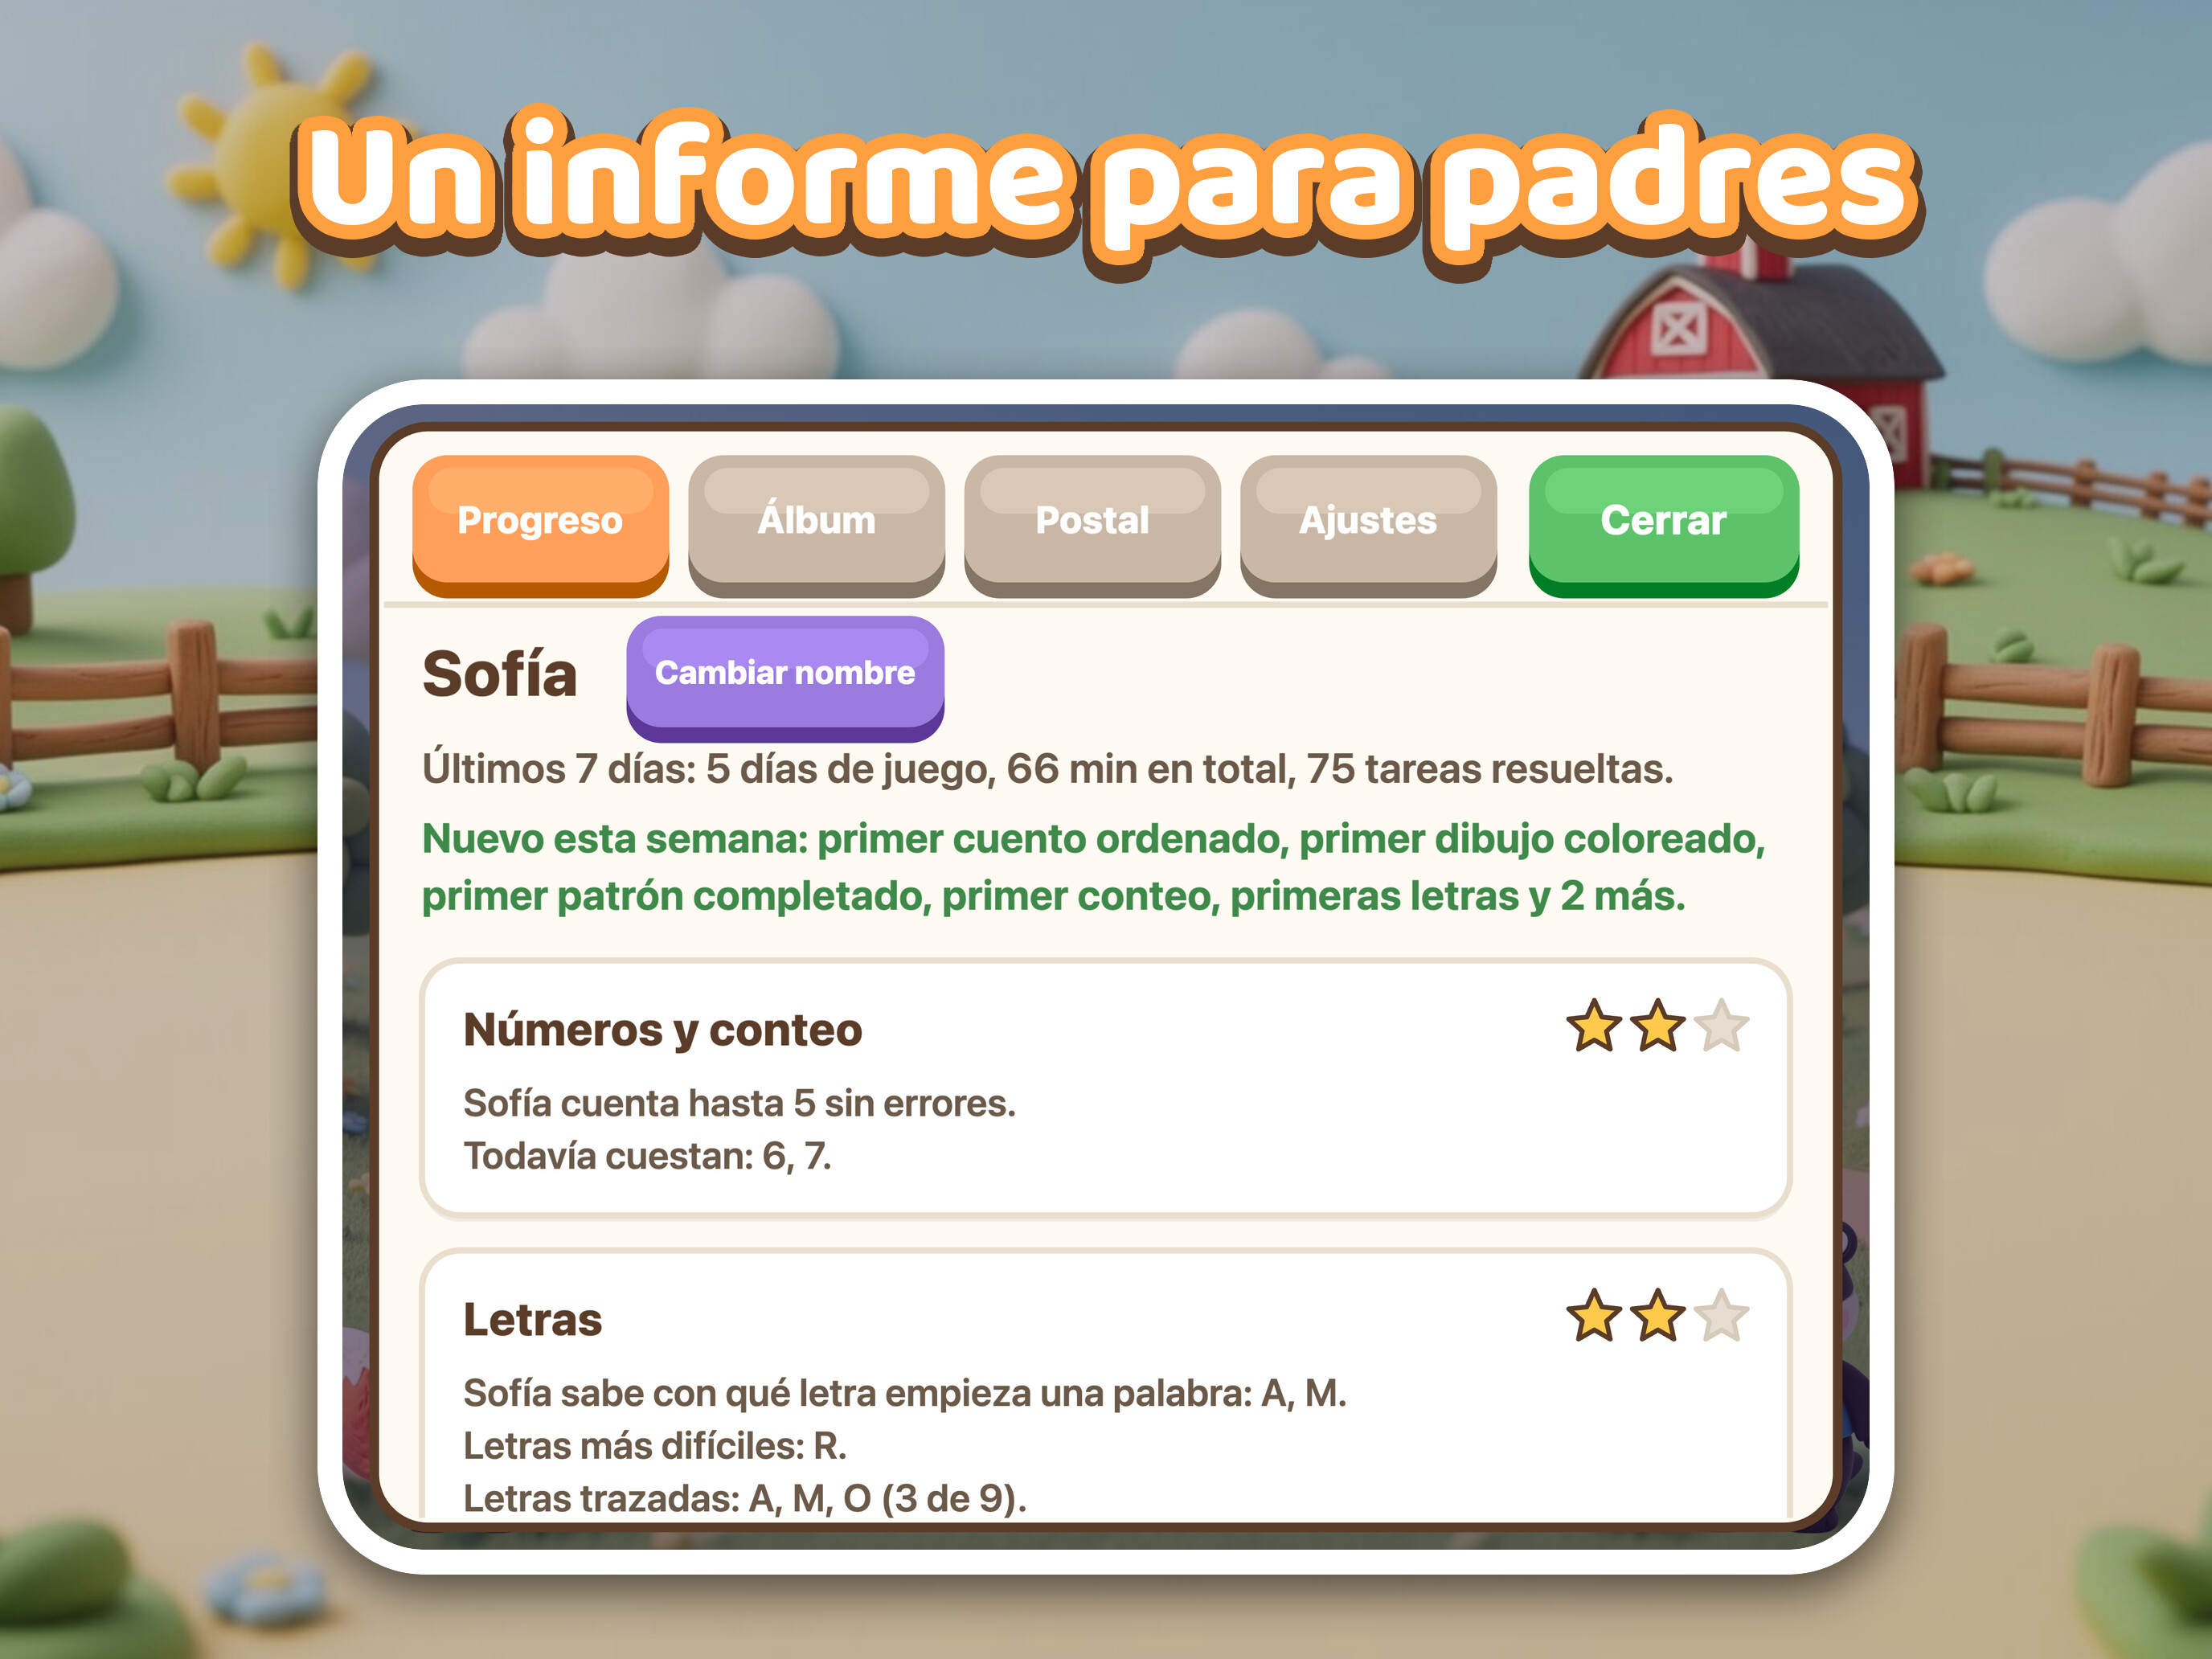 Un informe para padres
Progreso
Álbum
Postal
Ajustes
Cerrar
Sofía
Cambiar nombre
Últimos 7 días: 5 días de juego, 66 min en total, 75 tareas resueltas.
Nuevo esta semana: primer cuento ordenado, primer dibujo coloreado,
primer patrón completado, primer conteo, primeras letras y 2 más.
Números y conteo
Sofía cuenta hasta 5 sin errores.
Todavía cuestan: 6, 7.
Letras
Sofía sabe con qué letra empieza una palabra: A, M.
Letras más difíciles: R.
Letras trazadas: A, M, O (3 de 9).